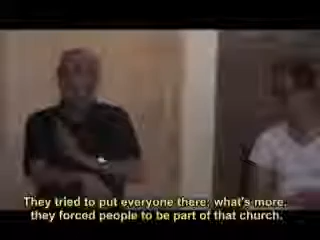 They tried to put everyone there; what's more,
they forced people to be part of that church.